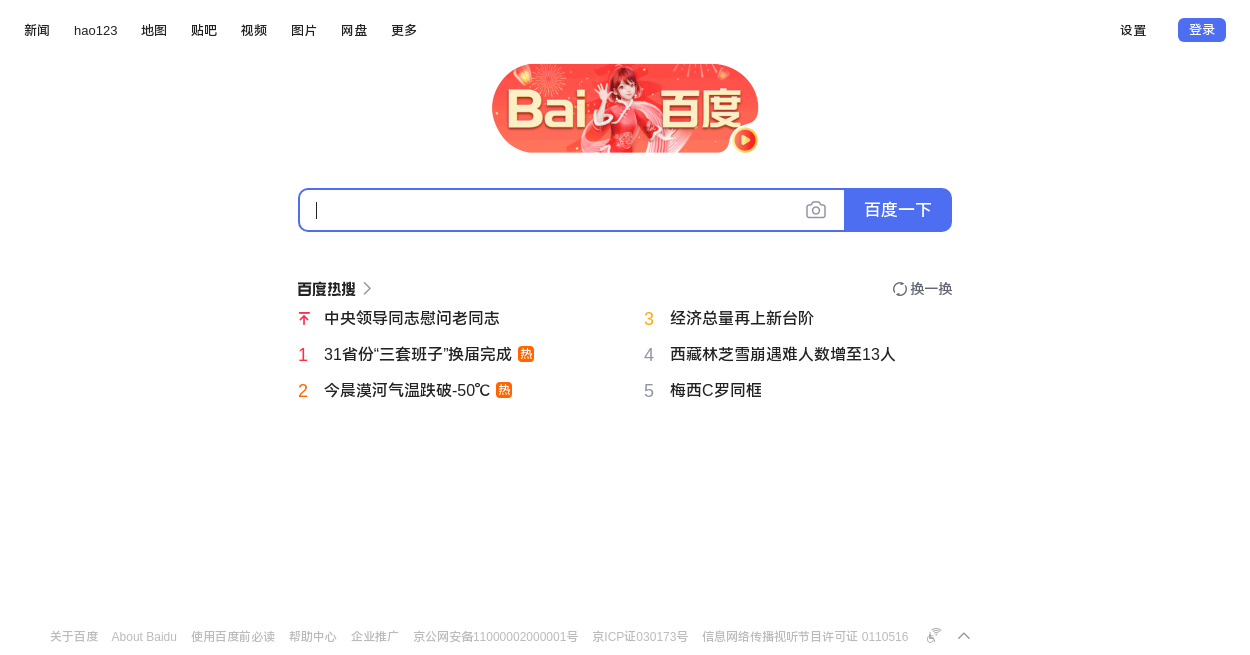 新闻 hao123 地图 贴吧 视频 图片 网盘 更多 设置 登录
Bai 百度
百度一下
百度热搜 换一换
中央领导同志慰问老同志
1 31省份“三套班子”换届完成 热
2 今晨漠河气温跌破-50℃ 热
3 经济总量再上新台阶
4 西藏林芝雪崩遇难人数增至13人
5 梅西C罗同框
关于百度 About Baidu 使用百度前必读 帮助中心 企业推广 京公网安备11000002000001号 京ICP证030173号 信息网络传播视听节目许可证 0110516